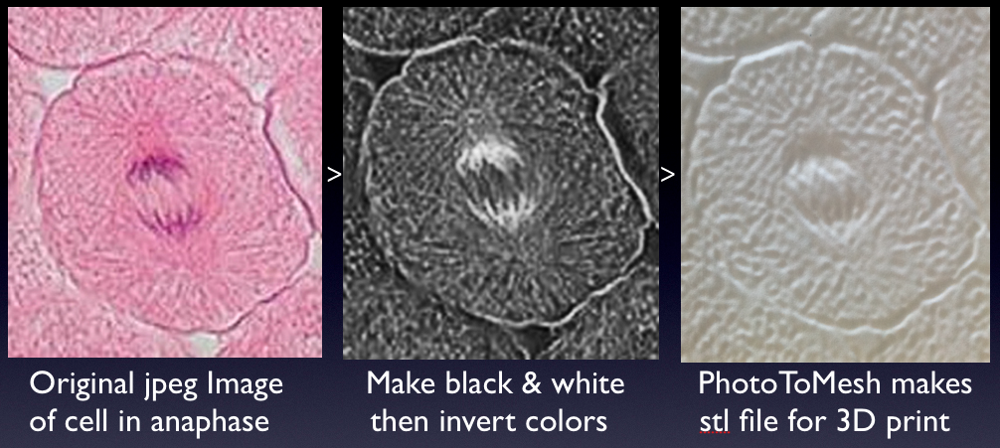 >
>
Original jpeg Image
of cell in anaphase
Make black & white
then invert colors
PhotoToMesh makes
stl file for 3D print